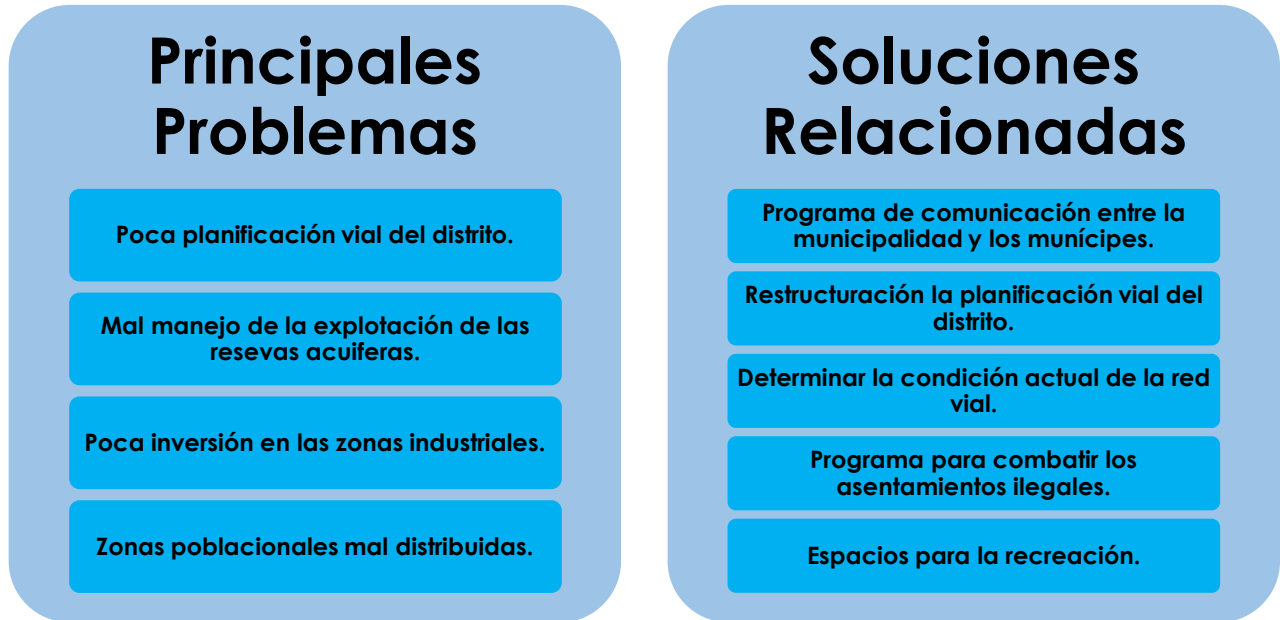 Principales
Problemas
Poca planificación vial del distrito.
Mal manejo de la explotación de las
resevas acuiferas.
Poca inversión en las zonas industriales.
Zonas poblacionales mal distribuidas.
Soluciones
Relacionadas
Programa de comunicación entre la
municipalidad y los munícipes.
Restructuración la planificación vial del
distrito.
Determinar la condición actual de la red
vial.
Programa para combatir los
asentamientos ilegales.
Espacios para la recreación.